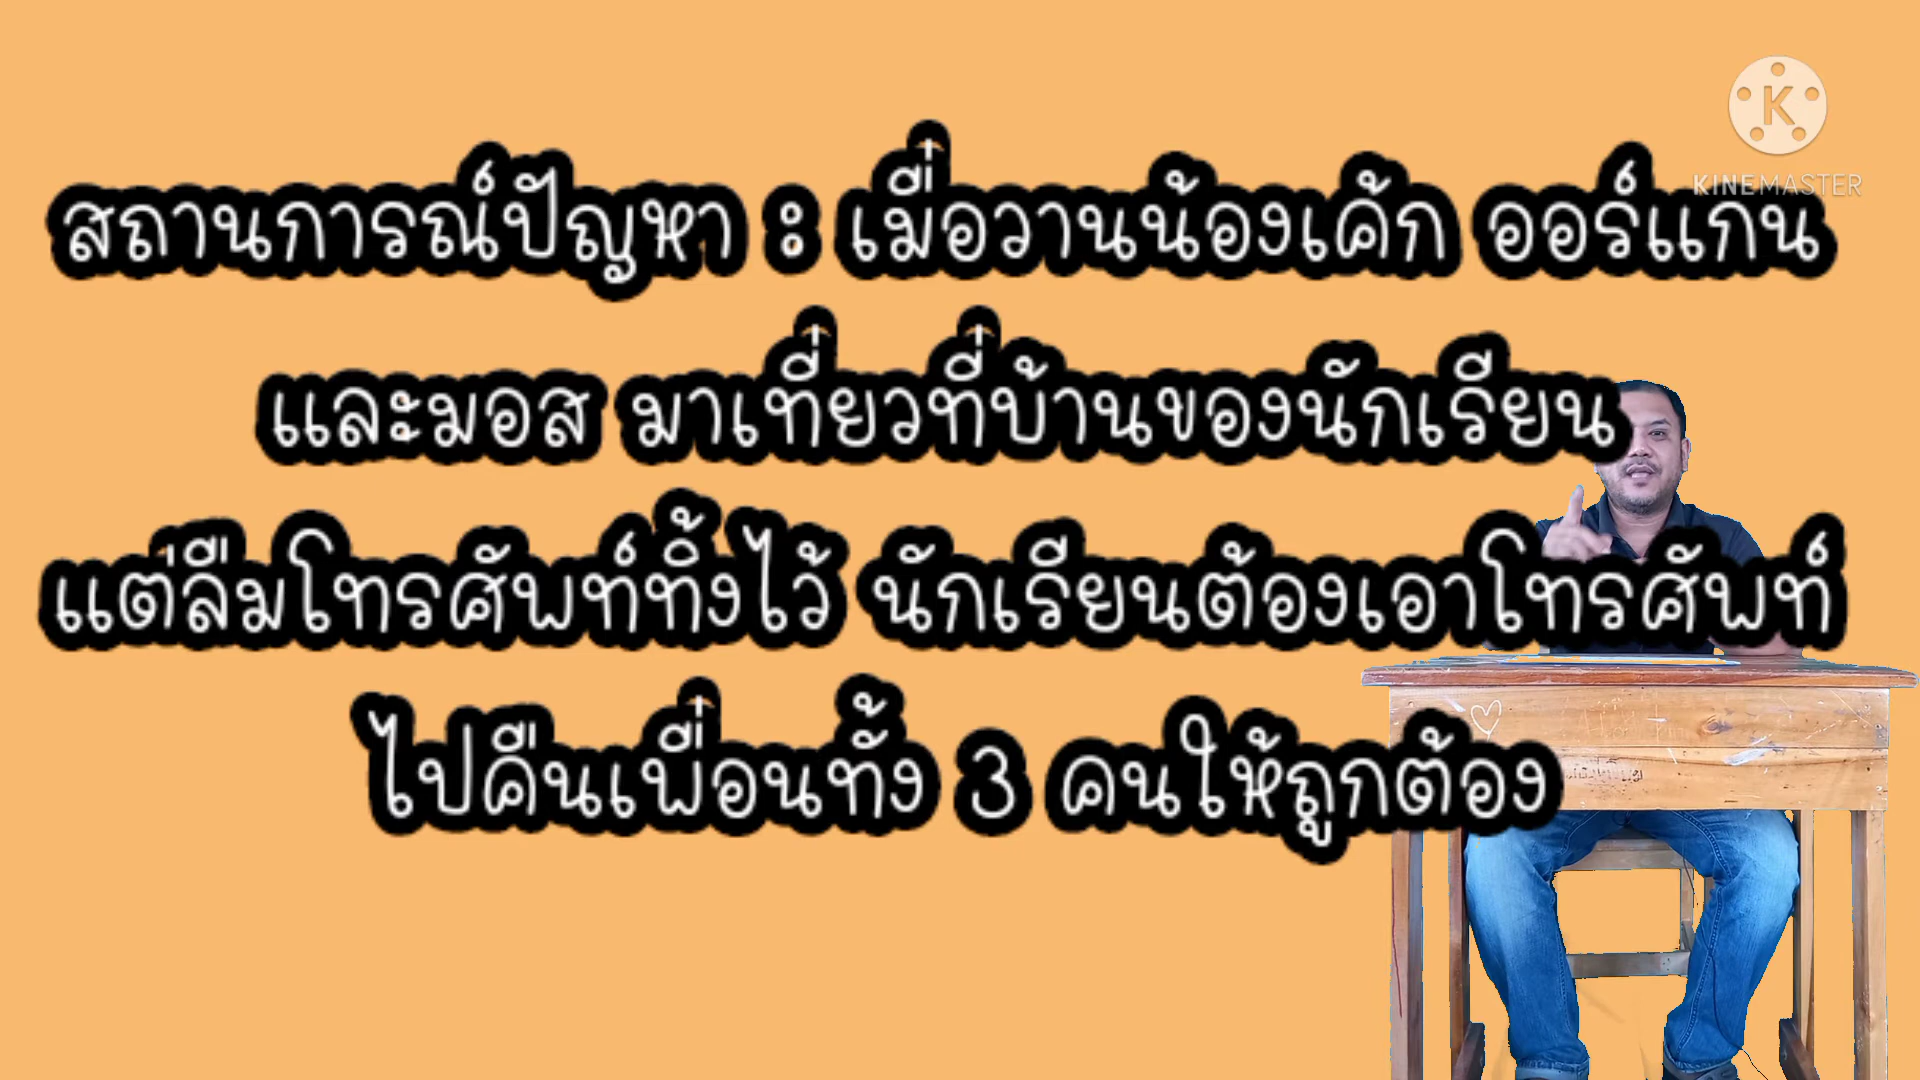 สถานการณ์ปัญหา : เมื่อวานน้องเค้ก ออร์แกน
และมอส มาเที่ยวที่บ้านของนักเรียน
แต่ลืมโทรศัพท์ทิ้งไว้ นักเรียนต้องเอาโทรศัพท์
ไปคืนเพื่อนทั้ง 3 คนให้ถูกต้อง
KINEMASTER